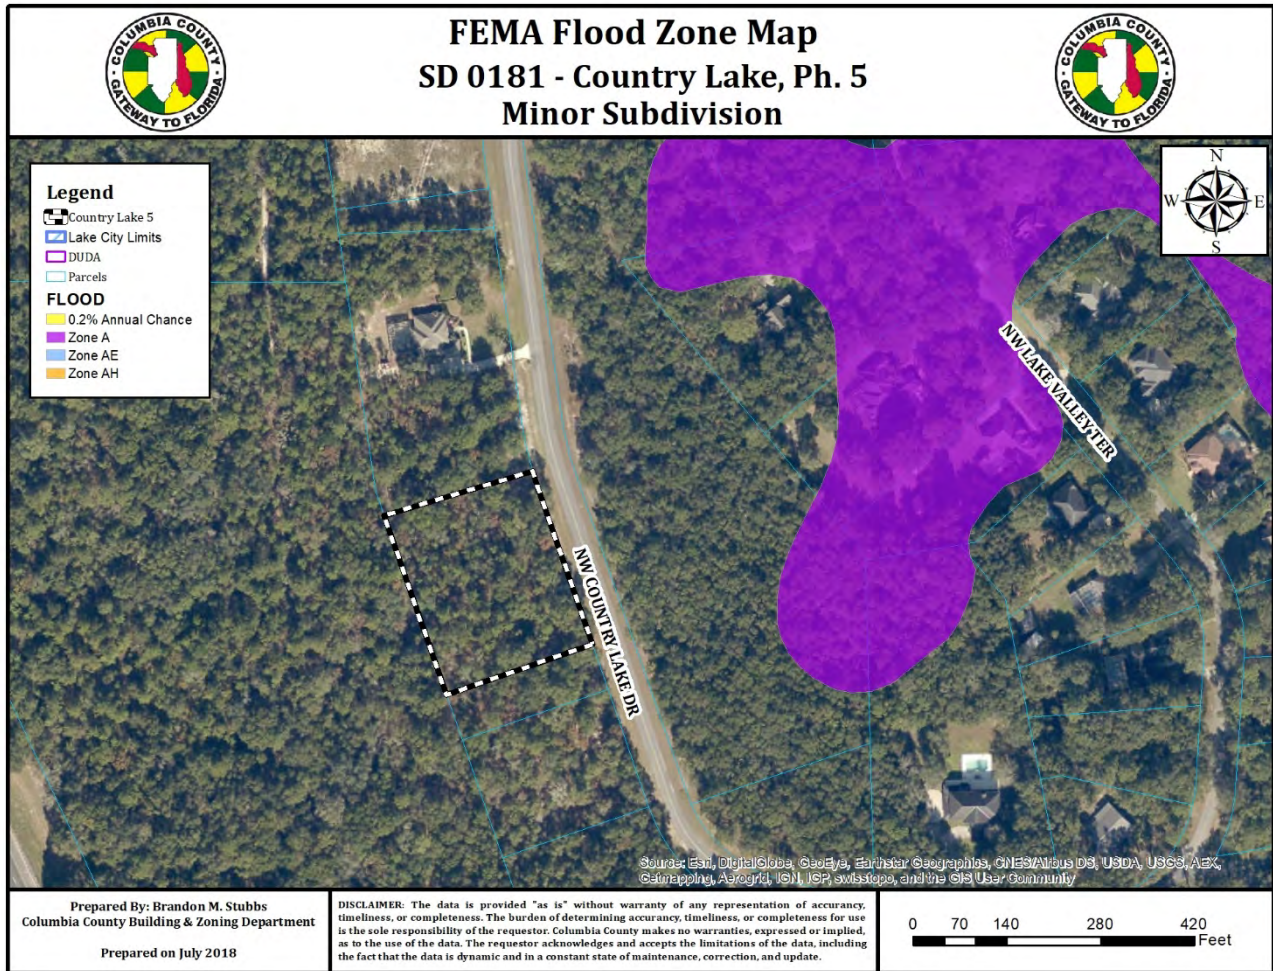 FEMA Flood Zone Map
SD 0181 - Country Lake, Ph. 5
Minor Subdivision
COLUMBIA COUNTY
GATEWAY TO FLORIDA
COLUMBIA COUNTY
GATEWAY TO FLORIDA
Legend
Country Lake 5
Lake City Limits
DUDA
Parcels
FLOOD
0.2% Annual Chance
Zone A
Zone AE
Zone AH
N
W E
S
NW LAKE VALLEY TER
NW COUNTRY LAKE DR
Source: Esri, DigitalGlobe, GeoEye, Earthstar Geographics, CNES/Airbus DS, USDA, USGS, AEX,
Getmapping, Aerogrid, IGN, IGP, swisstopo, and the GIS User Community
Prepared By: Brandon M. Stubbs
Columbia County Building & Zoning Department
Prepared on July 2018
DISCLAIMER: The data is provided "as is" without warranty of any representation of accuracy,
timeliness, or completeness. The burden of determining accuracy, timeliness, or completeness for use
is the sole responsibility of the requestor. Columbia County makes no warranties, expressed or implied,
as to the use of the data. The requestor acknowledges and accepts the limitations of the data, including
the fact that the data is dynamic and in a constant state of maintenance, correction, and update.
0 70 140 280 420
Feet